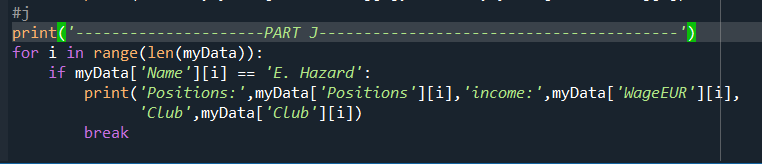 #j
print('---------------------PART J----------------------------------------')
for i in range(len(myData)):
    if myData['Name'][i] == 'E. Hazard':
        print('Positions:',myData['Positions'][i],'income:',myData['WageEUR'][i],
              'Club',myData['Club'][i])
        break